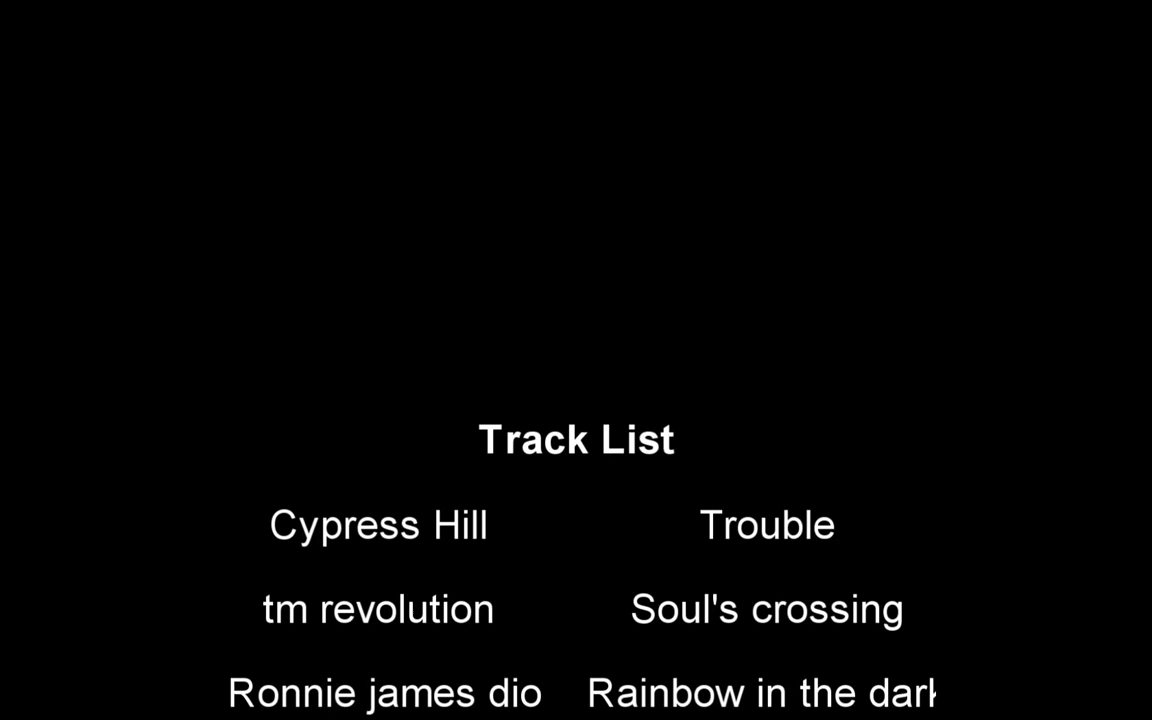 Track List
Cypress Hill Trouble
tm revolution Soul's crossing
Ronnie james dio Rainbow in the dark